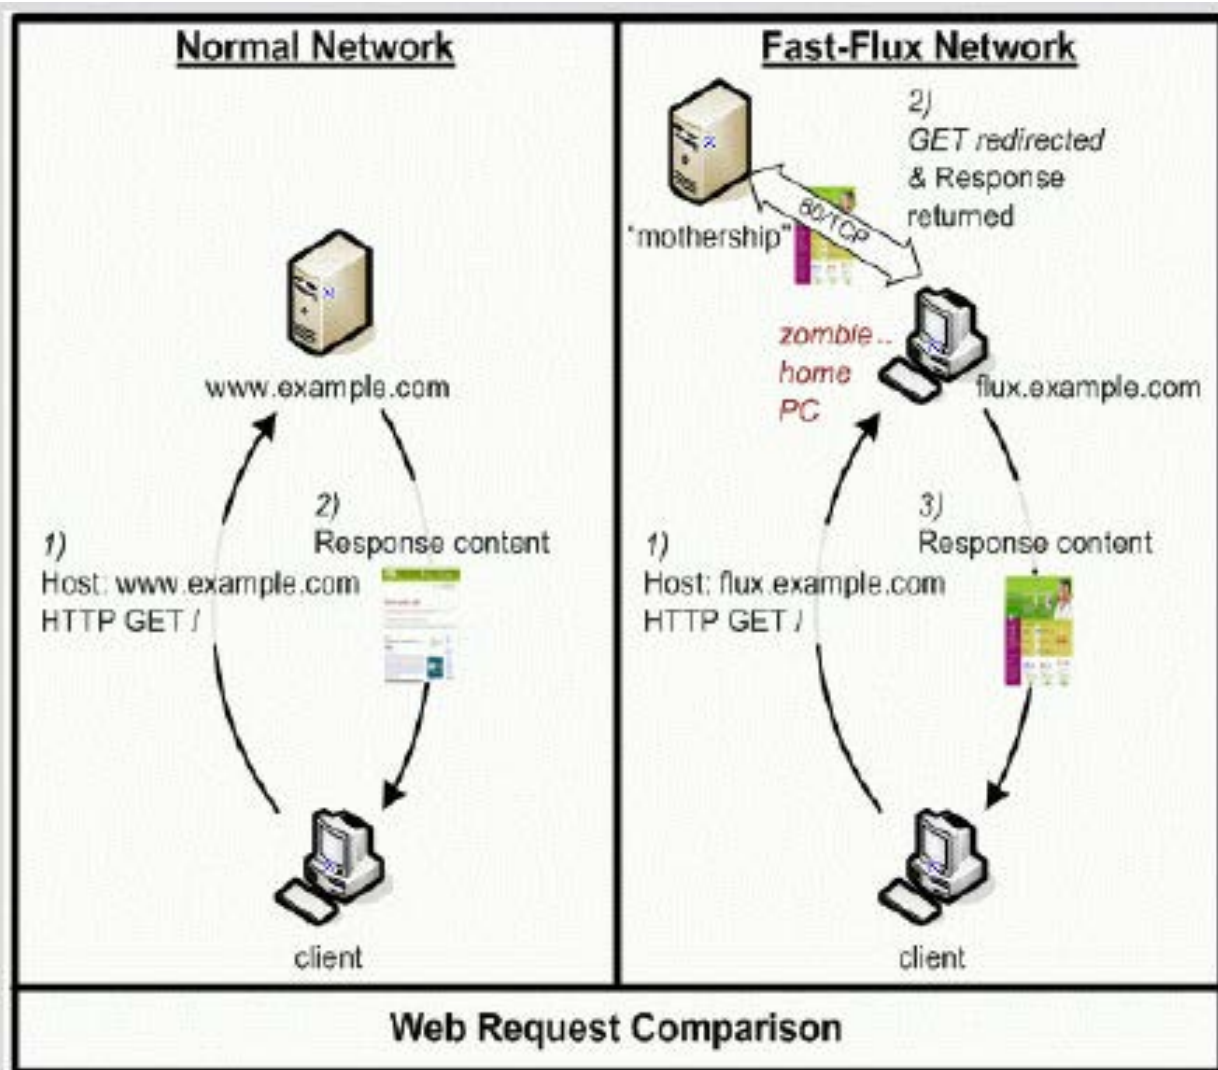 Normal Network
www.example.com
1)
Host: www.example.com
HTTP GET /
2)
Response content
client
Fast-Flux Network
"mothership"
80/TCP
2)
GET redirected
& Response
returned
zombie..
home
PC
flux.example.com
1)
Host: flux.example.com
HTTP GET /
3)
Response content
client
Web Request Comparison